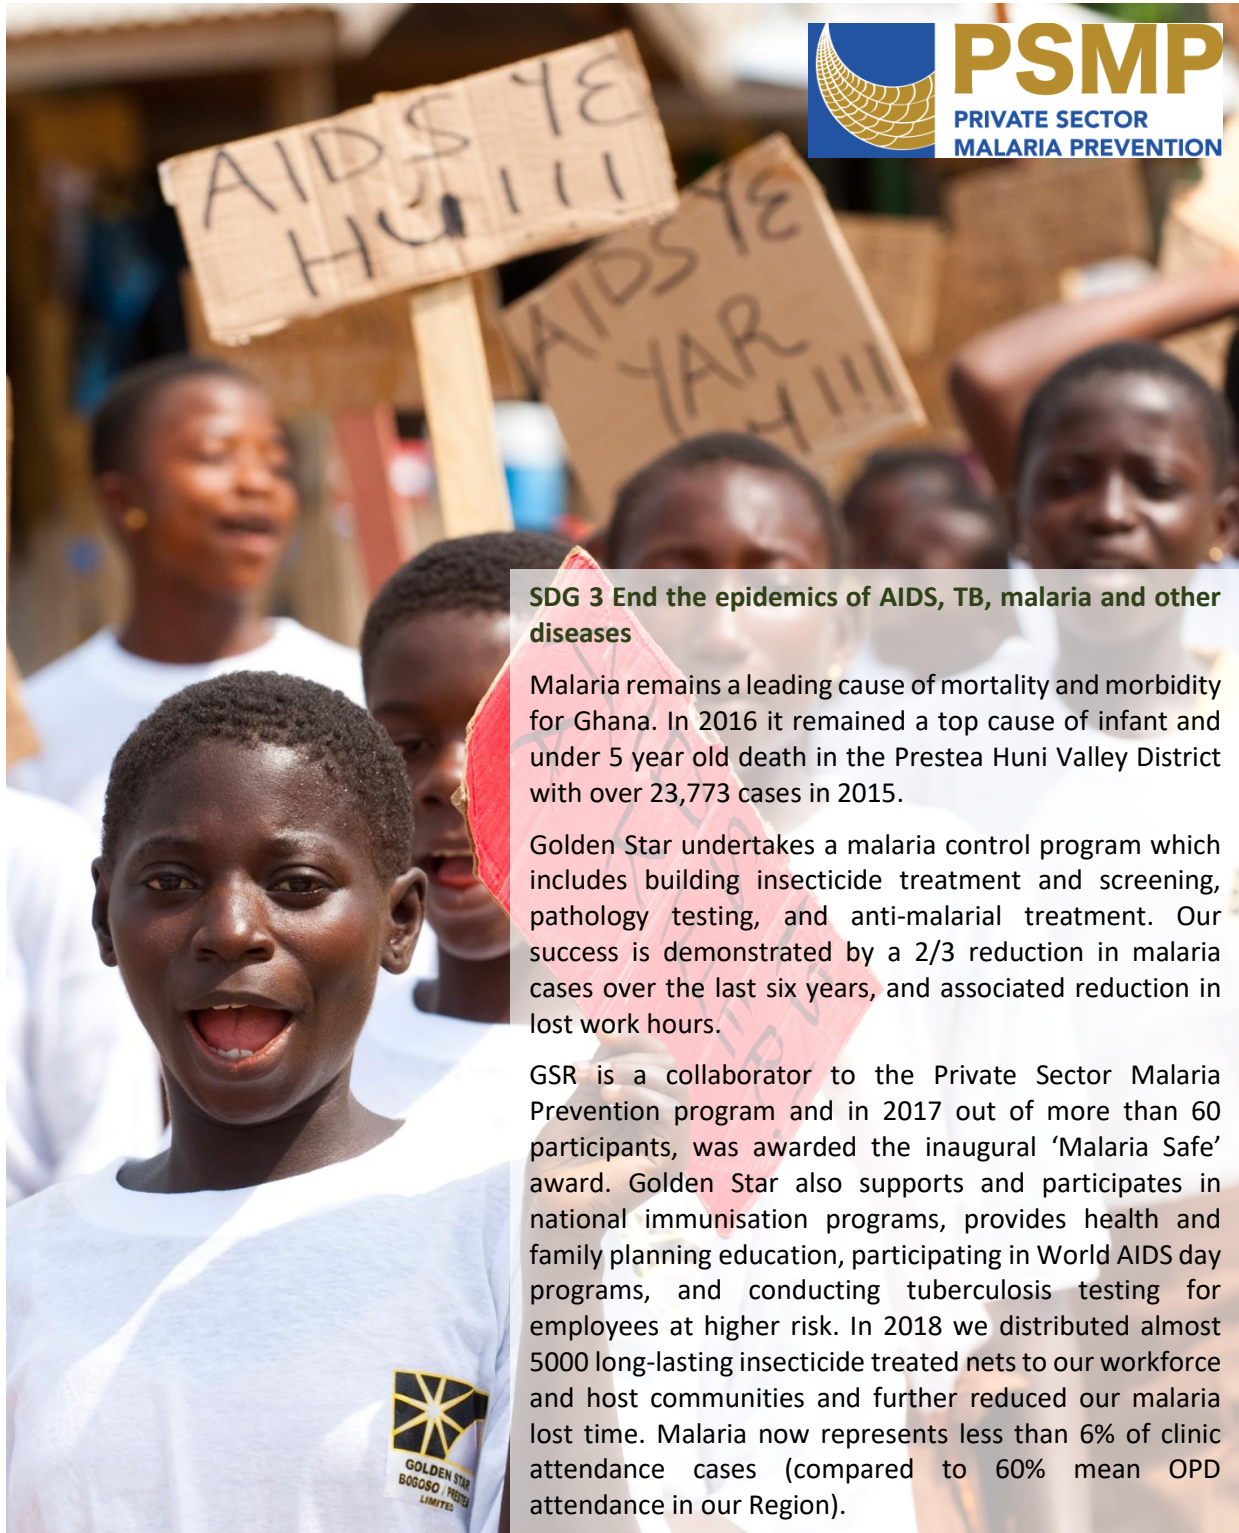 PSMP
PRIVATE SECTOR
MALARIA PREVENTION
AIDS YE
HU!!!
AIDS YE
YAR
!!!
SDG 3 End the epidemics of AIDS, TB, malaria and other
diseases
Malaria remains a leading cause of mortality and morbidity
for Ghana. In 2016 it remained a top cause of infant and
under 5 year old death in the Prestea Huni Valley District
with over 23,773 cases in 2015.
Golden Star undertakes a malaria control program which
includes building insecticide treatment and screening,
pathology testing, and anti-malarial treatment. Our
success is demonstrated by a 2/3 reduction in malaria
cases over the last six years, and associated reduction in
lost work hours.
GSR is a collaborator to the Private Sector Malaria
Prevention program and in 2017 out of more than 60
participants, was awarded the inaugural ‘Malaria Safe’
award. Golden Star also supports and participates in
national immunisation programs, provides health and
family planning education, participating in World AIDS day
programs, and conducting tuberculosis testing for
employees at higher risk. In 2018 we distributed almost
5000 long-lasting insecticide treated nets to our workforce
and host communities and further reduced our malaria
lost time. Malaria now represents less than 6% of clinic
attendance cases (compared to 60% mean OPD
attendance in our Region).
GOLDEN STAR
BOGOSO / PRESTEA
LIMITED